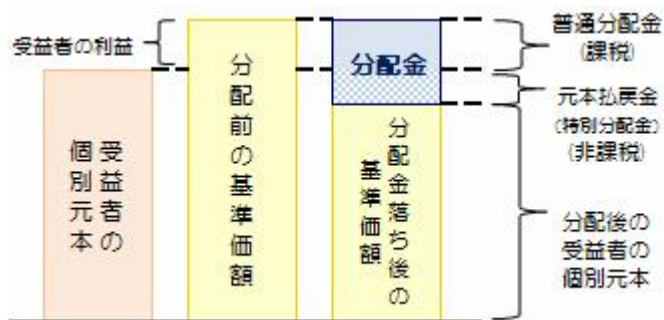 受益者の利益
受益者の
個別元本
分配前の基準価額
分配金
分配金落ち後の
基準価額
普通分配金
(課税)
元本払戻金
(特別分配金)
(非課税)
分配後の
受益者の
個別元本